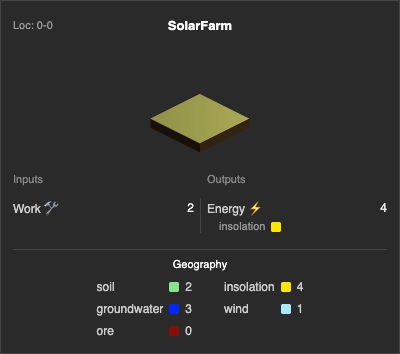 Loc: 0-0
SolarFarm
Inputs
Outputs
Work 🛠️ 2
Energy ⚡ 4
insolation
Geography
soil 2 insolation 4
groundwater 3 wind 1
ore 0